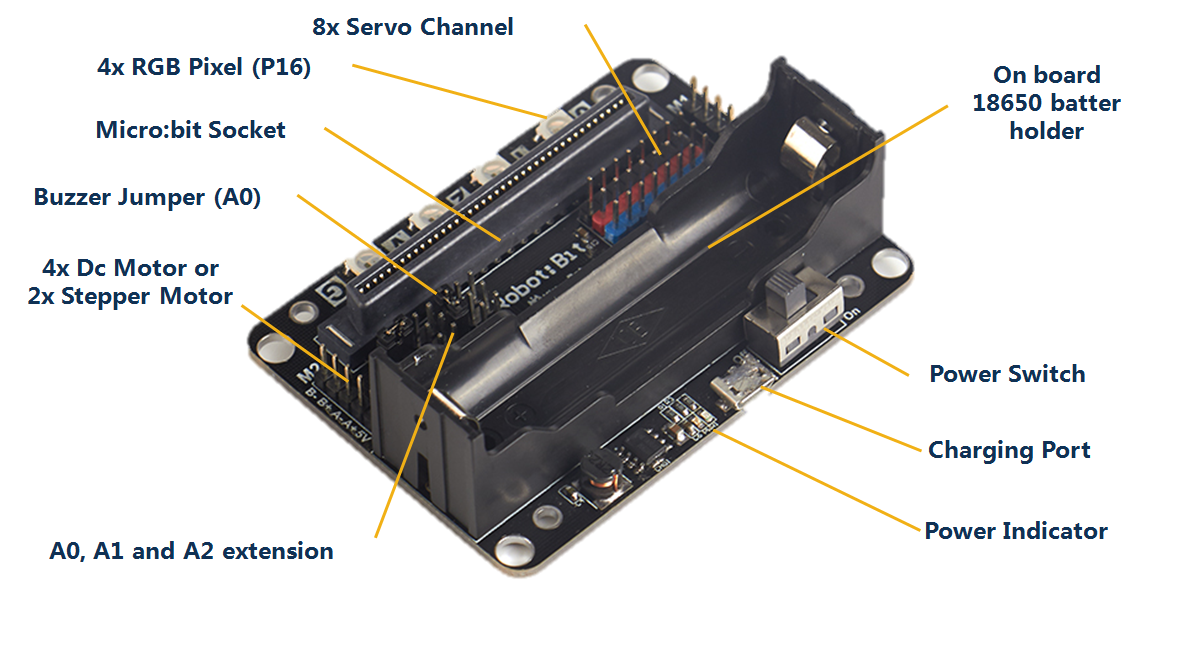 8x Servo Channel
4x RGB Pixel (P16)
On board
18650 batter
holder
Micro:bit Socket
Buzzer Jumper (A0)
4x Dc Motor or
2x Stepper Motor
Robot:Bit
M4
M2
B- B+ A- A+ 5V
On
Power Switch
Charging Port
Power Indicator
A0, A1 and A2 extension